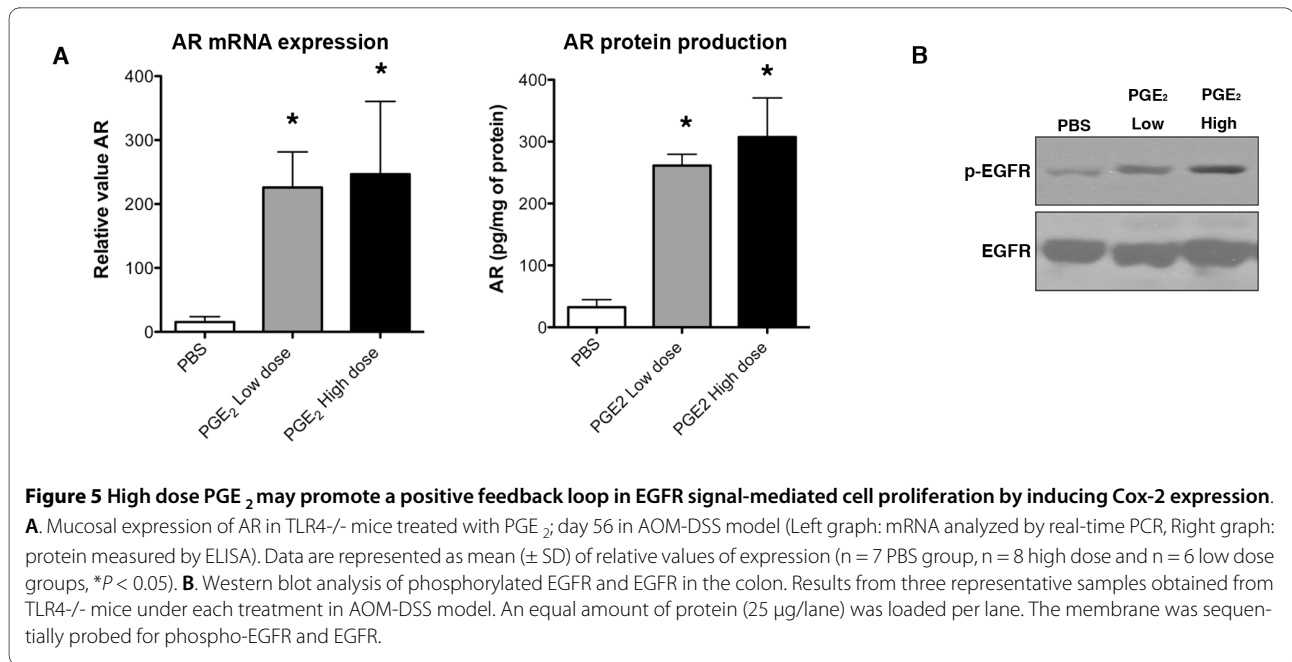 A
AR mRNA expression
Relative value AR
400
300
200
100
0
*
*
PBS
PGE₂ Low dose
PGE₂ High dose
AR protein production
AR (pg/mg of protein)
400
300
200
100
0
*
*
PBS
PGE2 Low dose
PGE2 High dose
B
PBS
PGE₂
Low
PGE₂
High
p-EGFR
EGFR
Figure 5 High dose PGE ₂ may promote a positive feedback loop in EGFR signal-mediated cell proliferation by inducing Cox-2 expression.
A. Mucosal expression of AR in TLR4-/- mice treated with PGE ₂; day 56 in AOM-DSS model (Left graph: mRNA analyzed by real-time PCR, Right graph:
protein measured by ELISA). Data are represented as mean (± SD) of relative values of expression (n = 7 PBS group, n = 8 high dose and n = 6 low dose
groups, *P < 0.05). B. Western blot analysis of phosphorylated EGFR and EGFR in the colon. Results from three representative samples obtained from
TLR4-/- mice under each treatment in AOM-DSS model. An equal amount of protein (25 μg/lane) was loaded per lane. The membrane was sequen-
tially probed for phospho-EGFR and EGFR.